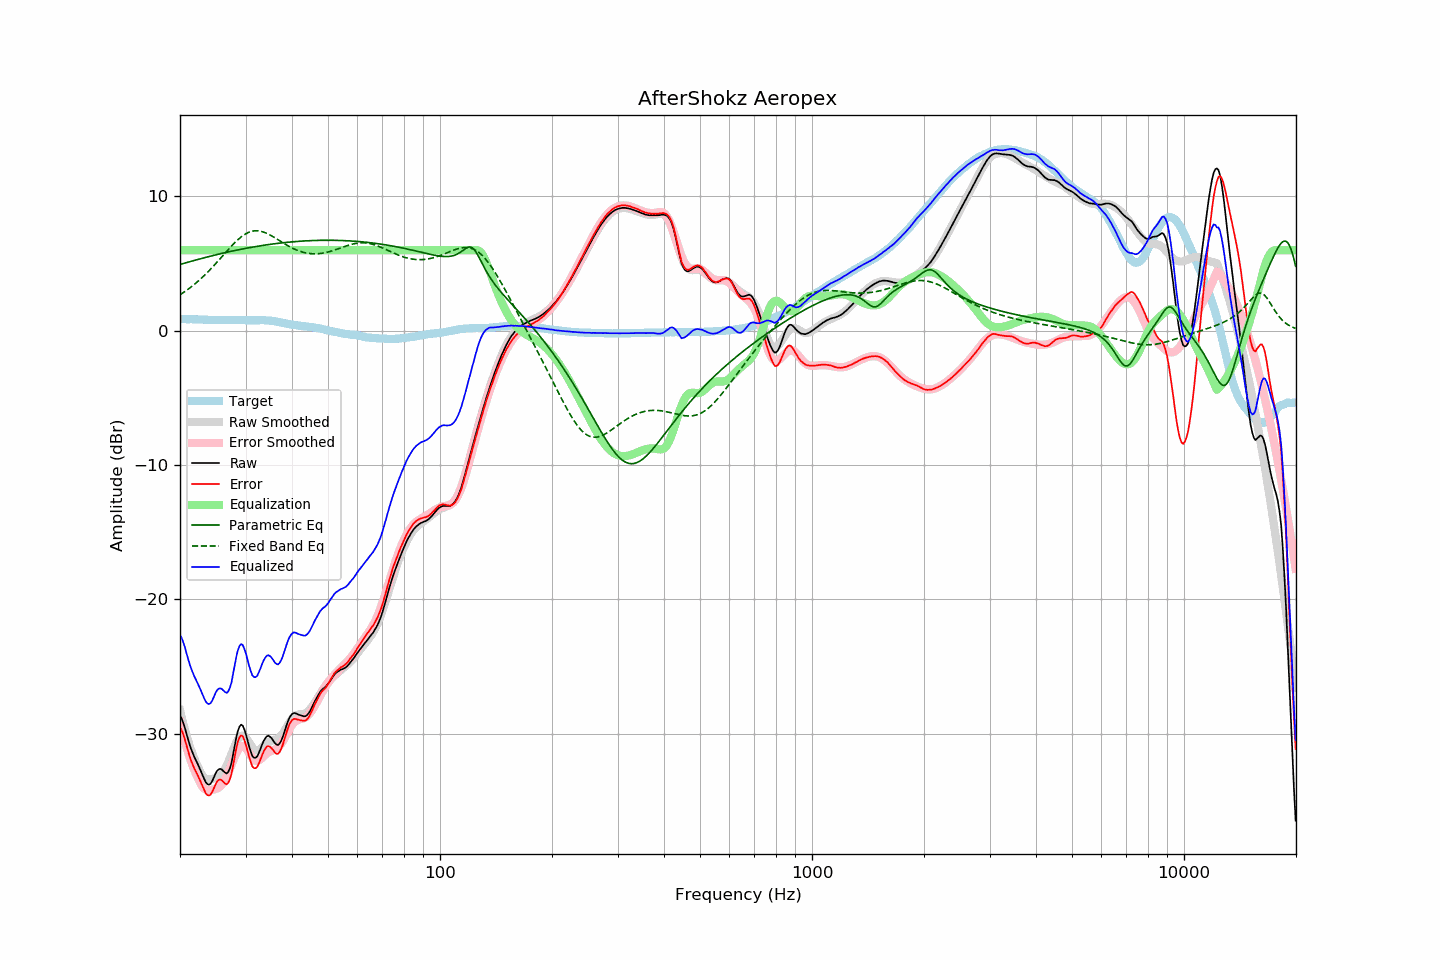 AfterShokz Aeropex
10
0
−10
−20
−30
Amplitude (dBr)
Target
Raw Smoothed
Error Smoothed
Raw
Error
Equalization
Parametric Eq
Fixed Band Eq
Equalized
100
1000
10000
Frequency (Hz)